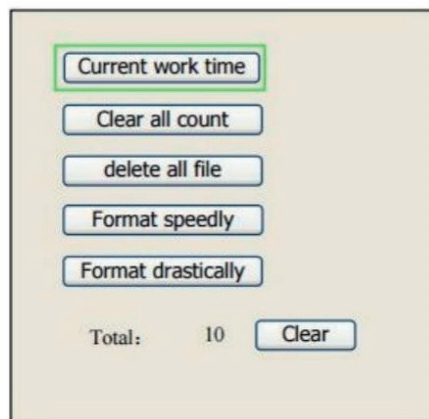 Current work time
Clear all count
delete all file
Format speedly
Format drastically
Total: 10 Clear